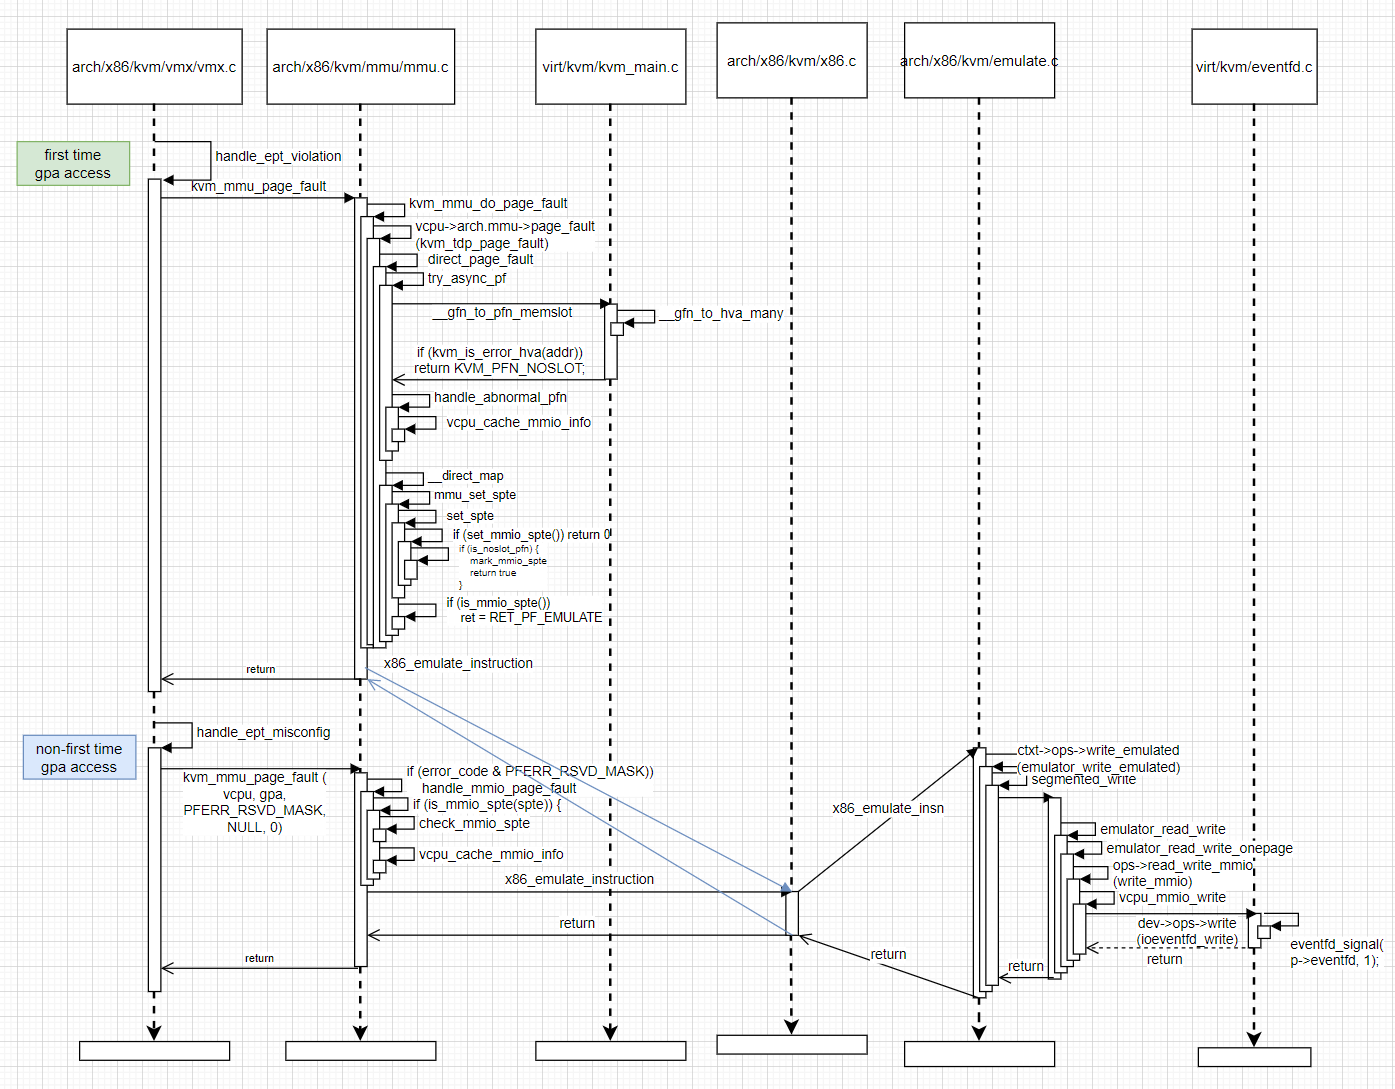 arch/x86/kvm/vmx/vmx.c
arch/x86/kvm/mmu/mmu.c
virt/kvm/kvm_main.c
arch/x86/kvm/x86.c
arch/x86/kvm/emulate.c
virt/kvm/eventfd.c
first time
gpa access
handle_ept_violation
kvm_mmu_page_fault
kvm_mmu_do_page_fault
vcpu->arch.mmu->page_fault
(kvm_tdp_page_fault)
direct_page_fault
try_async_pf
__gfn_to_pfn_memslot
__gfn_to_hva_many
if (kvm_is_error_hva(addr))
return KVM_PFN_NOSLOT;
handle_abnormal_pfn
vcpu_cache_mmio_info
__direct_map
mmu_set_spte
set_spte
if (set_mmio_spte()) return 0
if (is_noslot_pfn) {
mark_mmio_spte
return true
}
if (is_mmio_spte())
ret = RET_PF_EMULATE
x86_emulate_instruction
return
non-first time
gpa access
handle_ept_misconfig
kvm_mmu_page_fault (
vcpu, gpa,
PFERR_RSVD_MASK,
NULL, 0)
if (error_code & PFERR_RSVD_MASK))
handle_mmio_page_fault
if (is_mmio_spte(spte)) {
check_mmio_spte
vcpu_cache_mmio_info
x86_emulate_instruction
return
return
x86_emulate_insn
return
ctxt->ops->write_emulated
(emulator_write_emulated)
segmented_write
emulator_read_write
emulator_read_write_onepage
ops->read_write_mmio
(write_mmio)
vcpu_mmio_write
dev->ops->write
(ioeventfd_write)
return
return
eventfd_signal(
p->eventfd, 1);